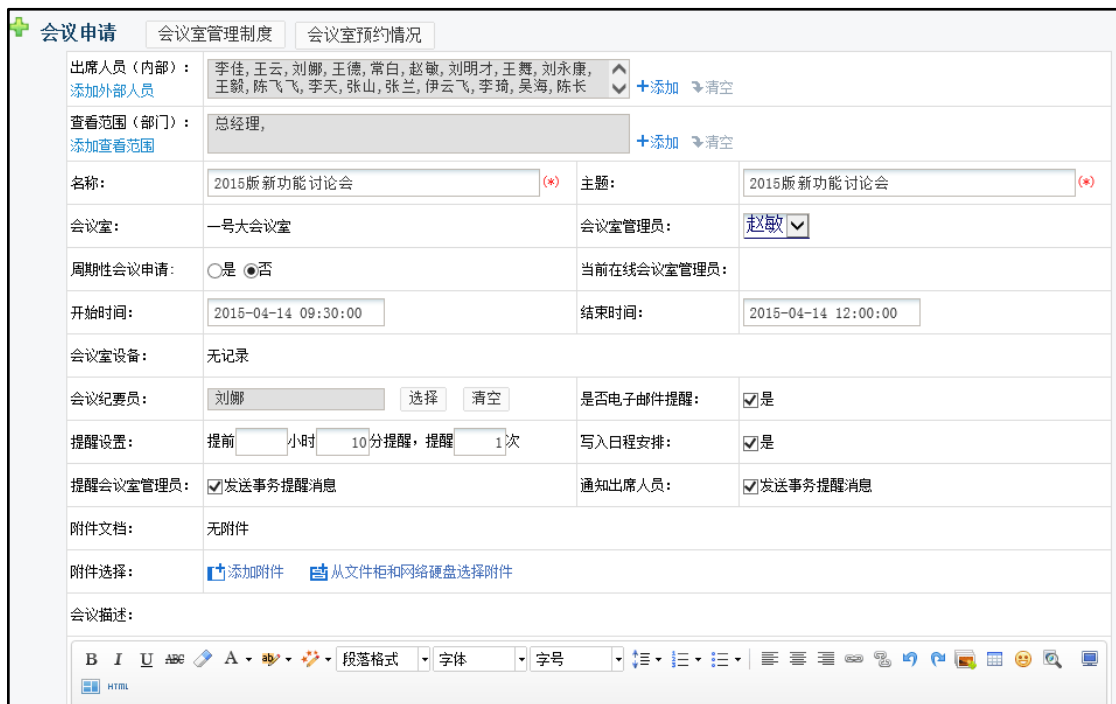 会议申请 会议室管理制度 会议室预约情况
出席人员（内部）： 李佳,王云,刘娜,王德,常白,赵敏,刘明才,王舞,刘永康,
添加外部人员 王毅,陈飞飞,李天,张山,张兰,伊云飞,李琦,吴海,陈长 添加 清空
查看范围（部门）： 总经理,
添加查看范围 添加 清空
名称： 2015版新功能讨论会 (*) 主题： 2015版新功能讨论会 (*)
会议室： 一号大会议室 会议室管理员： 赵敏
周期性会议申请: 是 否 当前在线会议室管理员：
开始时间： 2015-04-14 09:30:00 结束时间： 2015-04-14 12:00:00
会议室设备： 无记录
会议纪要员： 刘娜 选择 清空 是否电子邮件提醒： 是
提醒设置： 提前 小时 10分提醒，提醒 1次 写入日程安排： 是
提醒会议室管理员： 发送事务提醒消息 通知出席人员： 发送事务提醒消息
附件文档： 无附件
附件选择： 添加附件 从文件柜和网络硬盘选择附件
会议描述：
B I U ABC A ab 段落格式 字体 字号
HTML